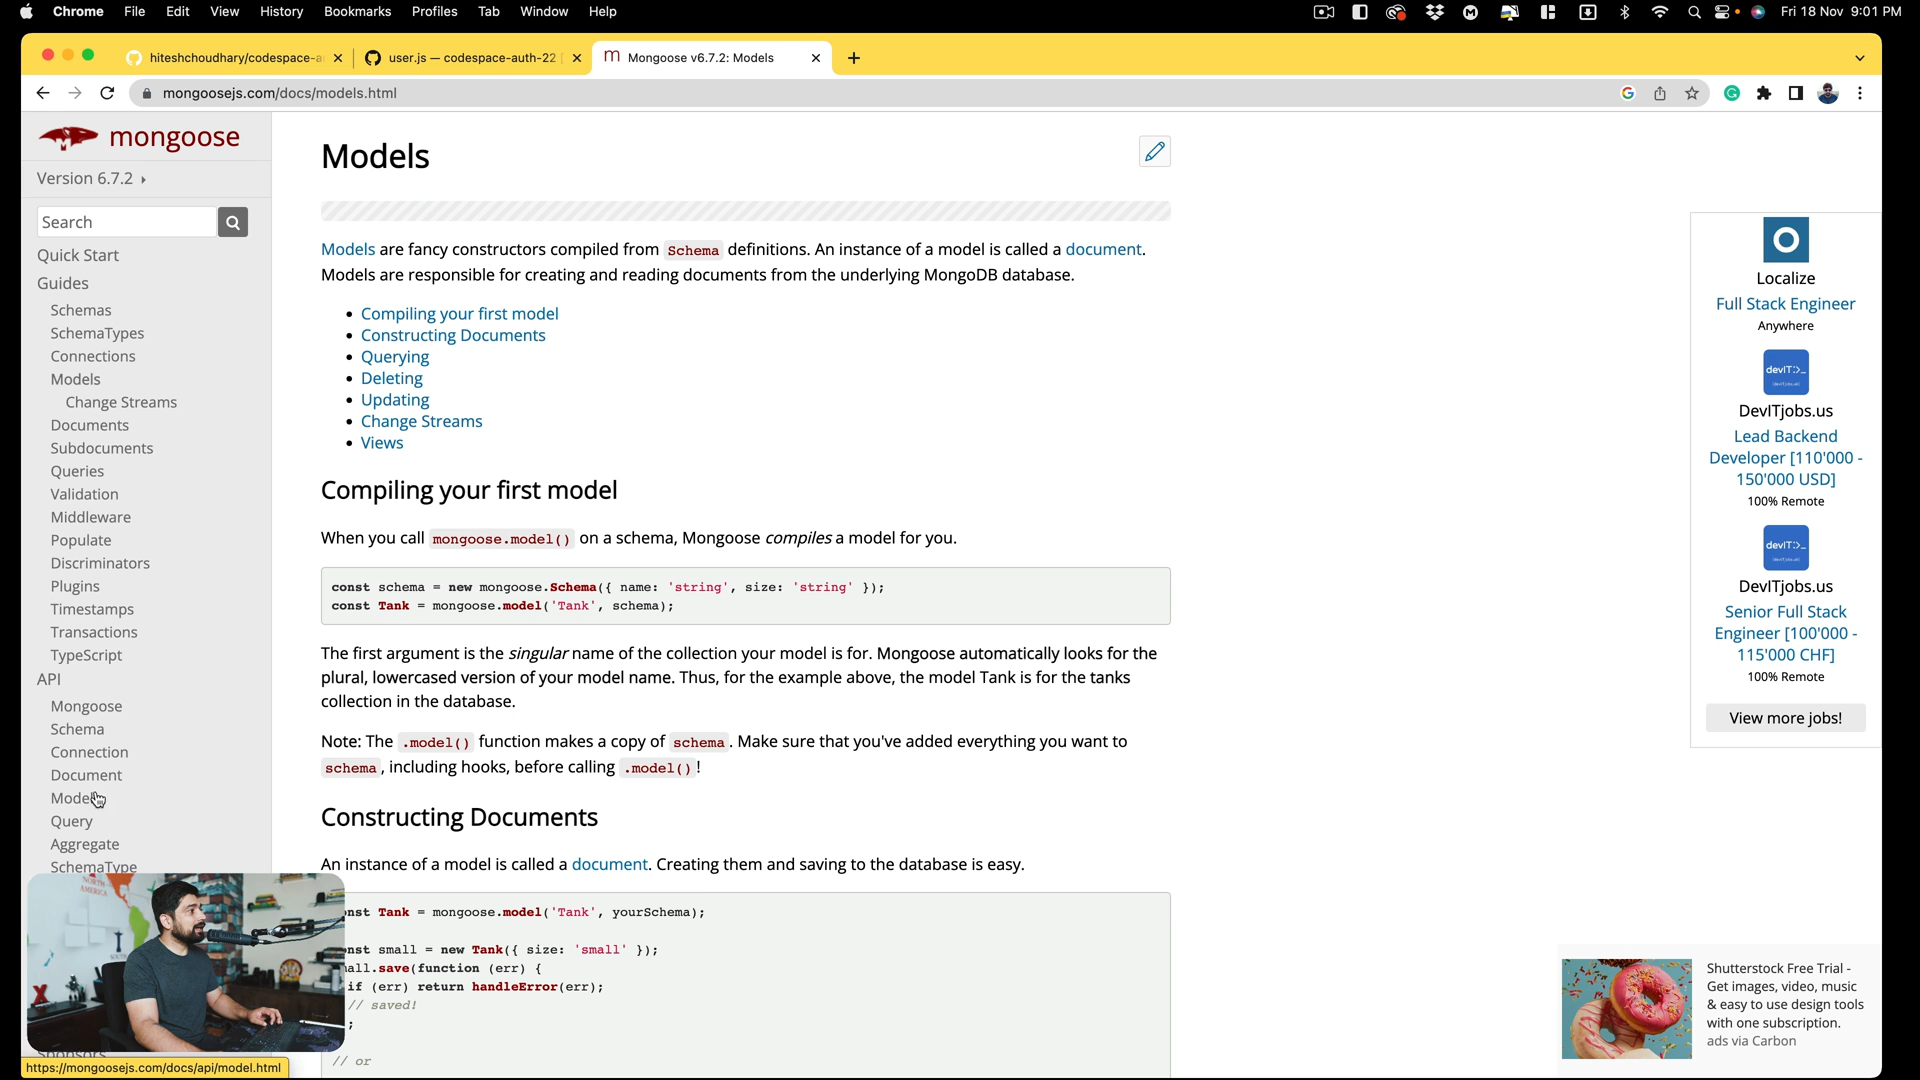 Chrome File Edit View History Bookmarks Profiles Tab Window Help
Fri 18 Nov 9:01 PM
hiteshchoudhary/codespace-a
user.js — codespace-auth-22
Mongoose v6.7.2: Models
mongoosejs.com/docs/models.html
mongoose
Version 6.7.2
Search
Quick Start
Guides
Schemas
SchemaTypes
Connections
Models
Change Streams
Documents
Subdocuments
Queries
Validation
Middleware
Populate
Discriminators
Plugins
Timestamps
Transactions
TypeScript
API
Mongoose
Schema
Connection
Document
Model
Query
Aggregate
SchemaType
Sponsors
https://mongoosejs.com/docs/api/model.html
Models
Models are fancy constructors compiled from Schema definitions. An instance of a model is called a document.
Models are responsible for creating and reading documents from the underlying MongoDB database.
Compiling your first model
Constructing Documents
Querying
Deleting
Updating
Change Streams
Views
Compiling your first model
When you call mongoose.model() on a schema, Mongoose compiles a model for you.
const schema = new mongoose.Schema({ name: 'string', size: 'string' });
const Tank = mongoose.model('Tank', schema);
The first argument is the singular name of the collection your model is for. Mongoose automatically looks for the
plural, lowercased version of your model name. Thus, for the example above, the model Tank is for the tanks
collection in the database.
Note: The .model() function makes a copy of schema. Make sure that you've added everything you want to
schema, including hooks, before calling .model()!
Constructing Documents
An instance of a model is called a document. Creating them and saving to the database is easy.
nst Tank = mongoose.model('Tank', yourSchema);
nst small = new Tank({ size: 'small' });
all.save(function (err) {
if (err) return handleError(err);
// saved!
;
// or
Localize
Full Stack Engineer
Anywhere
devIT:>_
DevITjobs.us
Lead Backend
Developer [110'000 -
150'000 USD]
100% Remote
devIT:>_
DevITjobs.us
Senior Full Stack
Engineer [100'000 -
115'000 CHF]
100% Remote
View more jobs!
Shutterstock Free Trial -
Get images, video, music
& easy to use design tools
with one subscription.
ads via Carbon